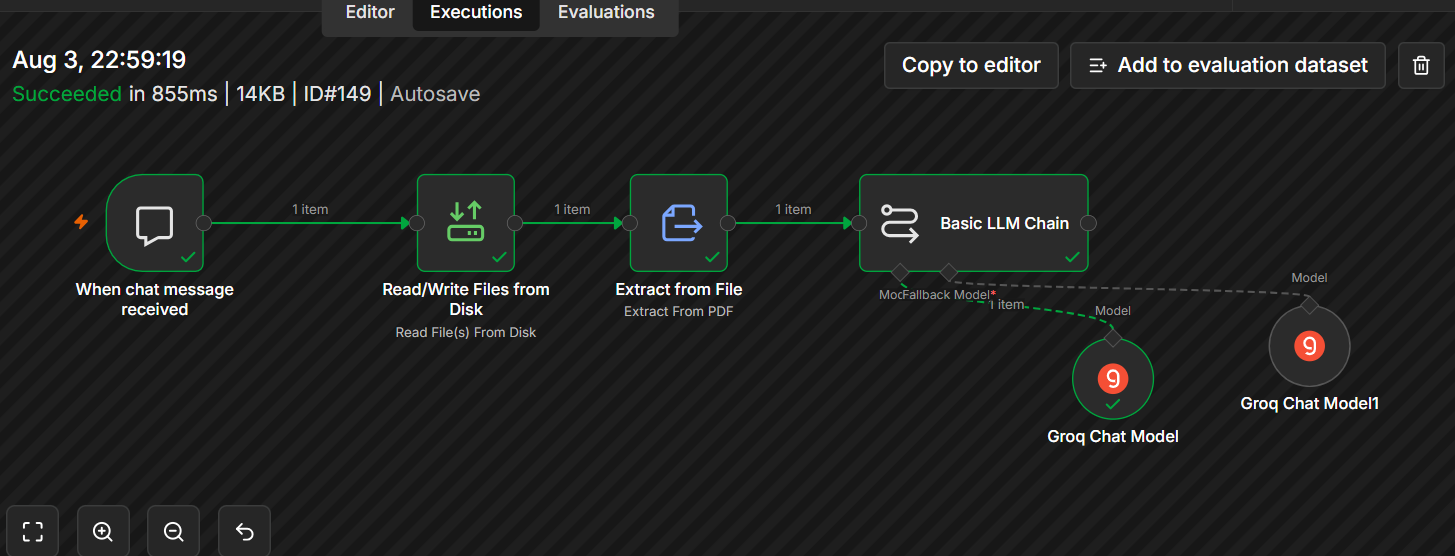 Editor Executions Evaluations
Aug 3, 22:59:19
Succeeded in 855ms | 14KB | ID#149 | Autosave
Copy to editor
Add to evaluation dataset
1 item
1 item
1 item
When chat message
received
Read/Write Files from
Disk
Read File(s) From Disk
Extract from File
Extract From PDF
Basic LLM Chain
Mod
Fallback Model*
1 item
Model
Groq Chat Model
Model
Groq Chat Model1